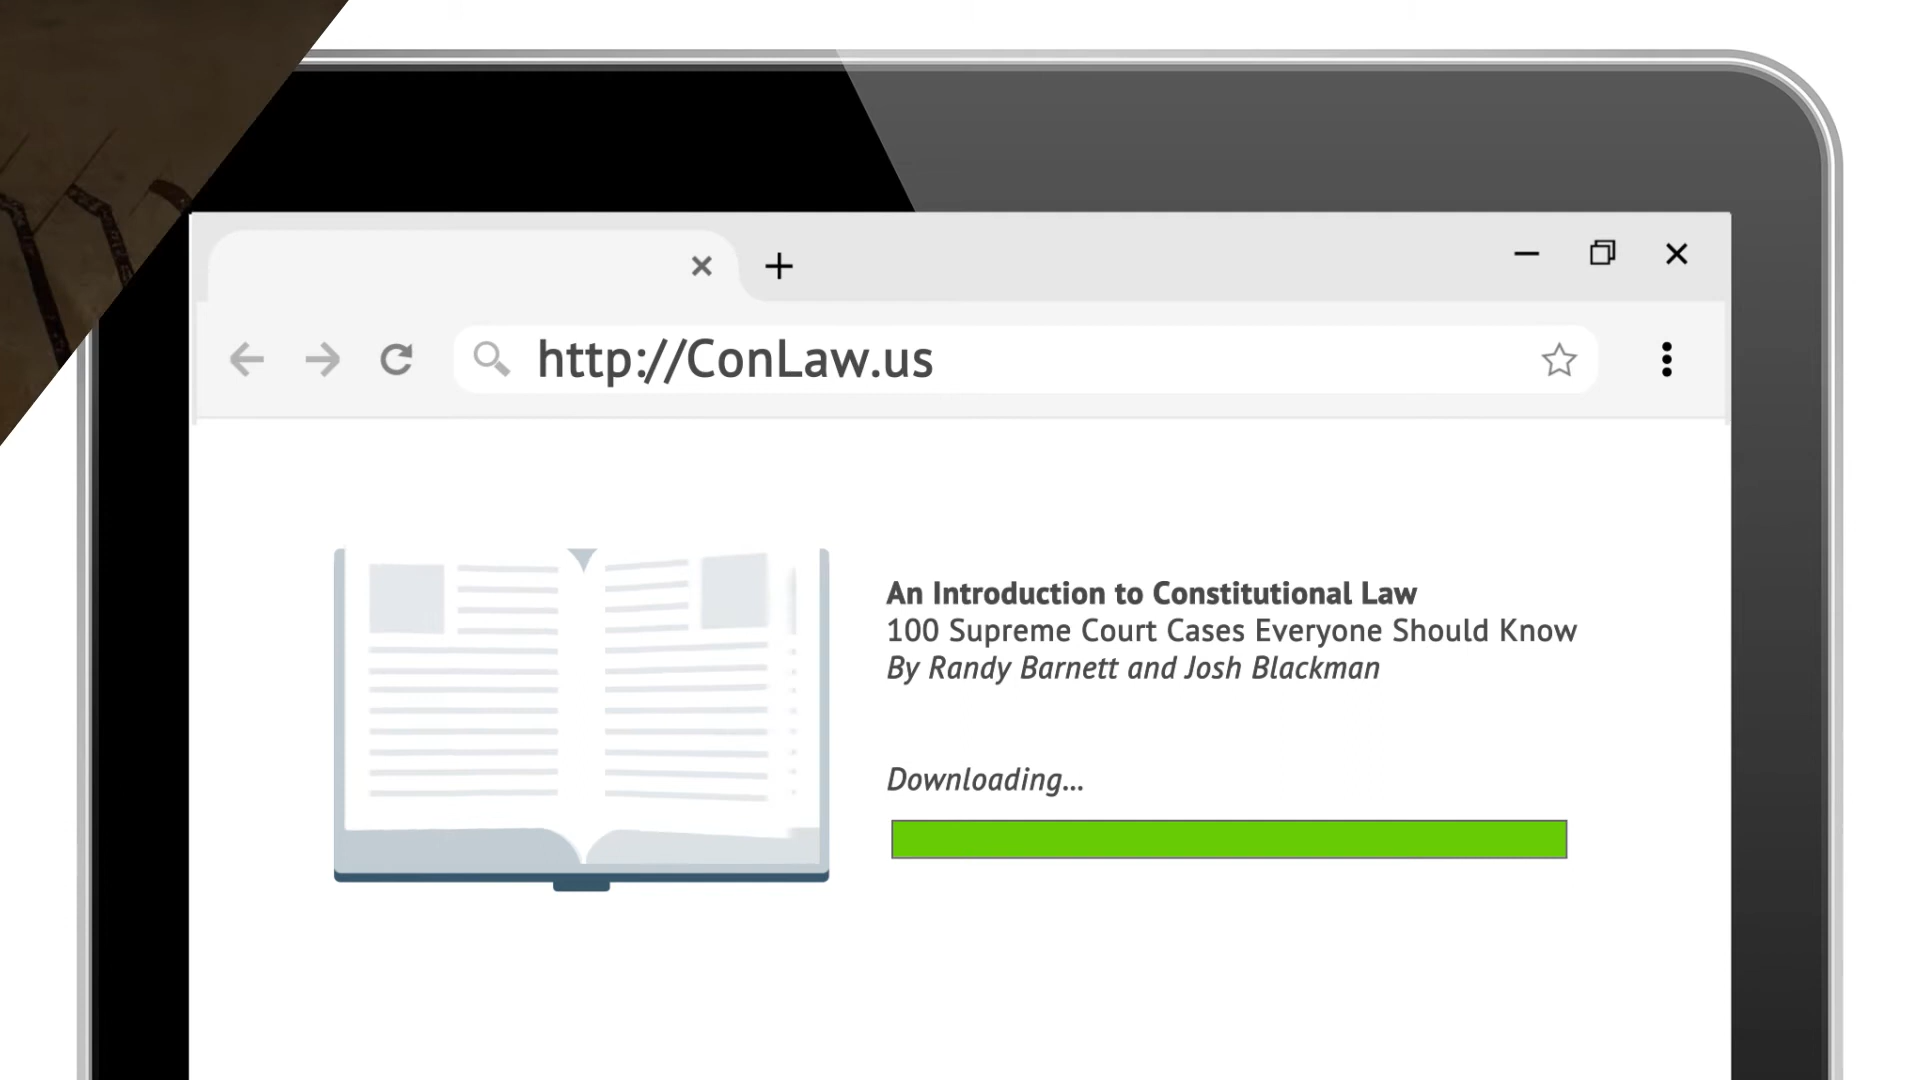 http://ConLaw.us
An Introduction to Constitutional Law
100 Supreme Court Cases Everyone Should Know
By Randy Barnett and Josh Blackman
Downloading...